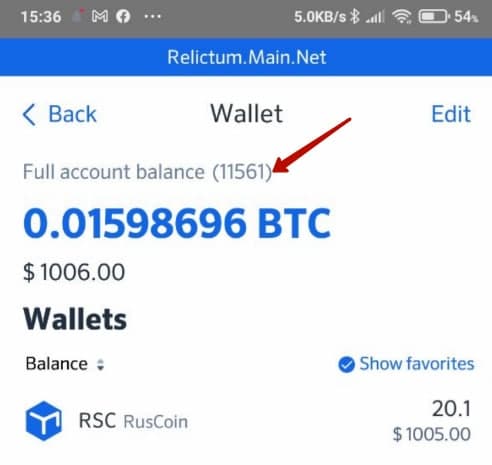 15:36 5.0KB/s 54%
Relictum.Main.Net
Back Wallet Edit
Full account balance (11561)
0.01598696 BTC
$ 1006.00
Wallets
Balance Show favorites
RSC RusCoin 20.1
$ 1005.00